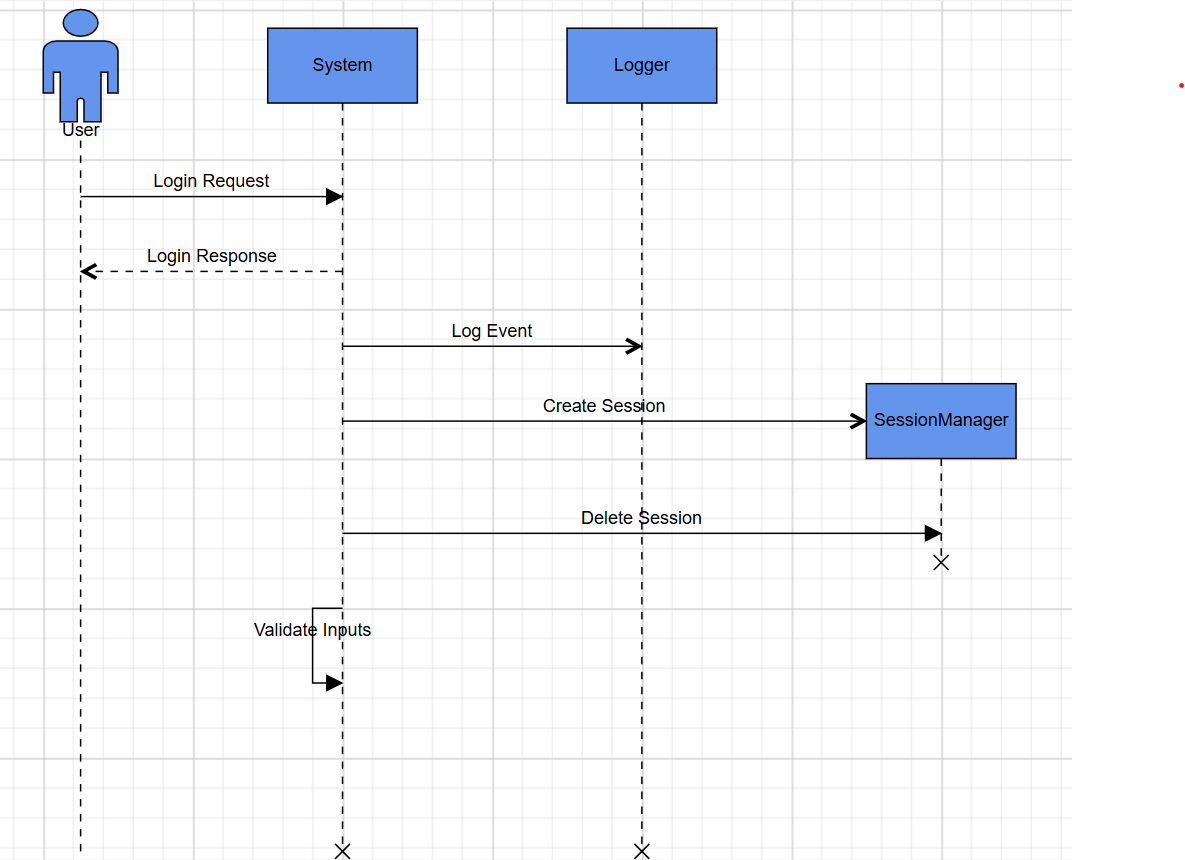 System
Logger
User
Login Request
Login Response
Log Event
Create Session
SessionManager
Delete Session
Validate Inputs